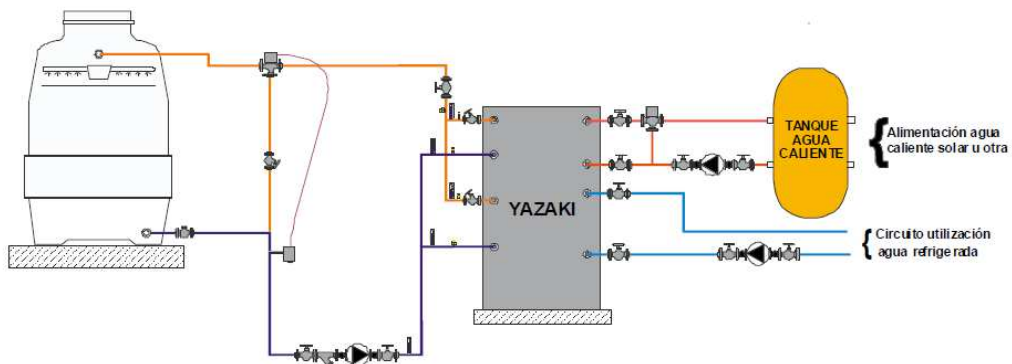 TANQUE
AGUA
CALIENTE
Alimentación agua
caliente solar u otra
YAZAKI
Circuito utilización
agua refrigerada